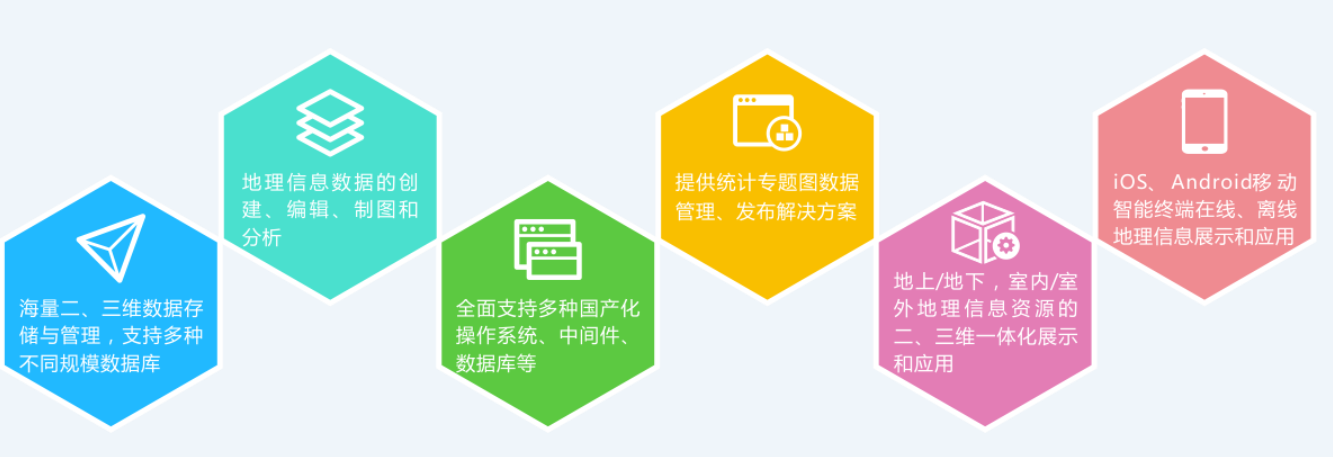 海量二、三维数据存
储与管理，支持多种
不同规模数据库
地理信息数据的创
建、编辑、制图和
分析
全面支持多种国产化
操作系统、中间件、
数据库等
提供统计专题图数据
管理、发布解决方案
地上/地下，室内/室
外地理信息资源的
二、三维一体化展示
和应用
iOS、Android移动
智能终端在线、离线
地理信息展示和应用